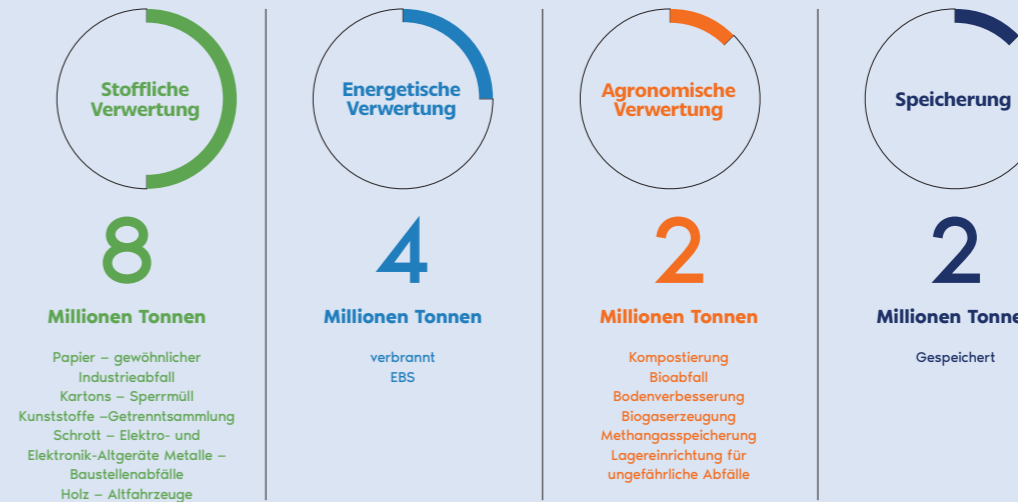 Stoffliche
Verwertung
8
Millionen Tonnen
Papier – gewöhnlicher
Industrieabfall
Kartons – Sperrmüll
Kunststoffe –Getrenntsammlung
Schrott – Elektro- und
Elektronik-Altgeräte Metalle –
Baustellenabfälle
Holz – Altfahrzeuge
Energetische
Verwertung
4
Millionen Tonnen
verbrannt
EBS
Agronomische
Verwertung
2
Millionen Tonnen
Kompostierung
Bioabfall
Bodenverbesserung
Biogaserzeugung
Methangasspeicherung
Lagereinrichtung für
ungefährliche Abfälle
Speicherung
2
Millionen Tonne
Gespeichert